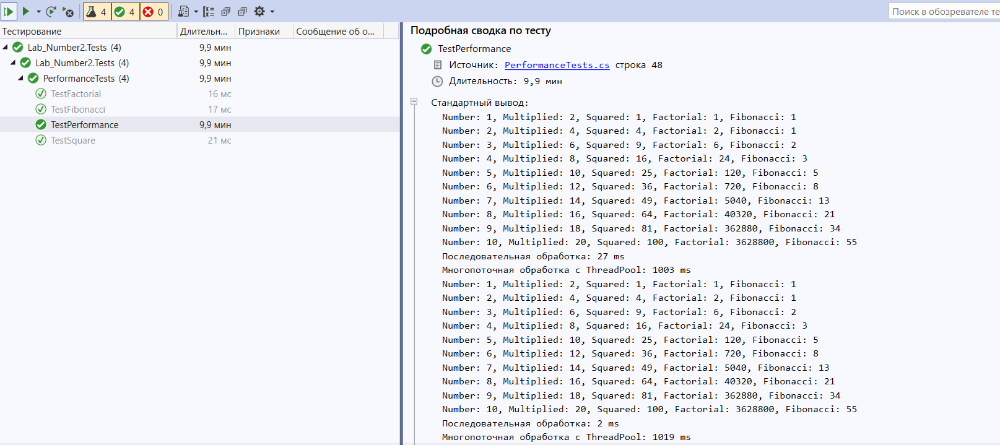 4 4 0
Поиск в обозревателе те
Тестирование Длительн... Признаки Сообщение об о...
Lab_Number2.Tests (4) 9,9 мин
Lab_Number2.Tests (4) 9,9 мин
PerformanceTests (4) 9,9 мин
TestFactorial 16 мс
TestFibonacci 17 мс
TestPerformance 9,9 мин
TestSquare 21 мс
Подробная сводка по тесту
TestPerformance
Источник: PerformanceTests.cs строка 48
Длительность: 9,9 мин
Стандартный вывод:
Number: 1, Multiplied: 2, Squared: 1, Factorial: 1, Fibonacci: 1
Number: 2, Multiplied: 4, Squared: 4, Factorial: 2, Fibonacci: 1
Number: 3, Multiplied: 6, Squared: 9, Factorial: 6, Fibonacci: 2
Number: 4, Multiplied: 8, Squared: 16, Factorial: 24, Fibonacci: 3
Number: 5, Multiplied: 10, Squared: 25, Factorial: 120, Fibonacci: 5
Number: 6, Multiplied: 12, Squared: 36, Factorial: 720, Fibonacci: 8
Number: 7, Multiplied: 14, Squared: 49, Factorial: 5040, Fibonacci: 13
Number: 8, Multiplied: 16, Squared: 64, Factorial: 40320, Fibonacci: 21
Number: 9, Multiplied: 18, Squared: 81, Factorial: 362880, Fibonacci: 34
Number: 10, Multiplied: 20, Squared: 100, Factorial: 3628800, Fibonacci: 55
Последовательная обработка: 27 ms
Многопоточная обработка с ThreadPool: 1003 ms
Number: 1, Multiplied: 2, Squared: 1, Factorial: 1, Fibonacci: 1
Number: 2, Multiplied: 4, Squared: 4, Factorial: 2, Fibonacci: 1
Number: 3, Multiplied: 6, Squared: 9, Factorial: 6, Fibonacci: 2
Number: 4, Multiplied: 8, Squared: 16, Factorial: 24, Fibonacci: 3
Number: 5, Multiplied: 10, Squared: 25, Factorial: 120, Fibonacci: 5
Number: 6, Multiplied: 12, Squared: 36, Factorial: 720, Fibonacci: 8
Number: 7, Multiplied: 14, Squared: 49, Factorial: 5040, Fibonacci: 13
Number: 8, Multiplied: 16, Squared: 64, Factorial: 40320, Fibonacci: 21
Number: 9, Multiplied: 18, Squared: 81, Factorial: 362880, Fibonacci: 34
Number: 10, Multiplied: 20, Squared: 100, Factorial: 3628800, Fibonacci: 55
Последовательная обработка: 2 ms
Многопоточная обработка с ThreadPool: 1019 ms